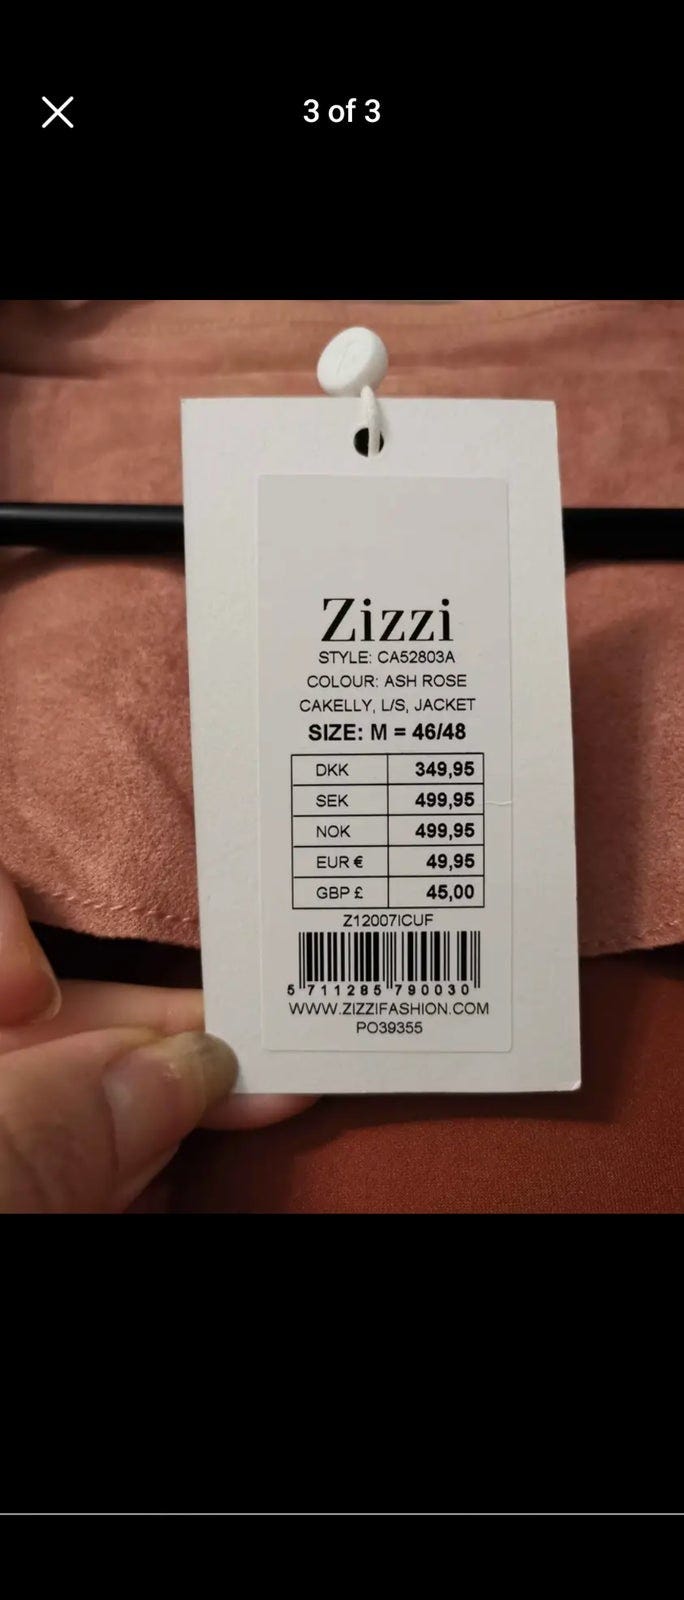 3 of 3
Zizzi
STYLE: CA52803A
COLOUR: ASH ROSE
CAKELLY, L/S, JACKET
SIZE: M = 46/48
DKK 349,95
SEK 499,95
NOK 499,95
EUR € 49,95
GBP £ 45,00
Z12007ICUF
5 711285 790030
WWW.ZIZZIFASHION.COM
PO39355